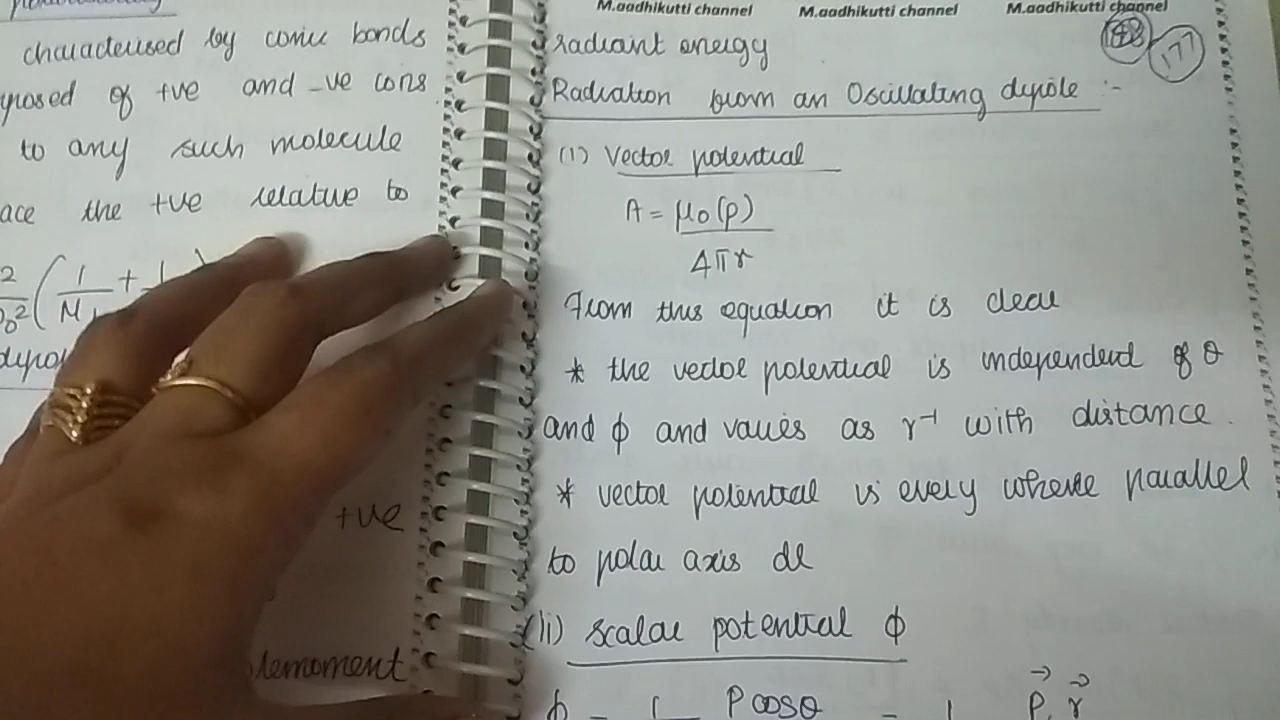 characterised by ionic bonds
posed of +ve and -ve ions
to any such molecule
ace the +ve relative to
+ve
M.aadhikutti channel M.aadhikutti channel M.aadhikutti channel
177
radiant energy
Radiation from an Oscillating dipole :-
(i) Vector potential
A = μ₀(p)
4πr
From this equation it is clear
* the vector potential is independent of θ
and ϕ and varies as r⁻¹ with distance.
* vector potential is every where parallel
to polar axis dl
(ii) scalar potential ϕ